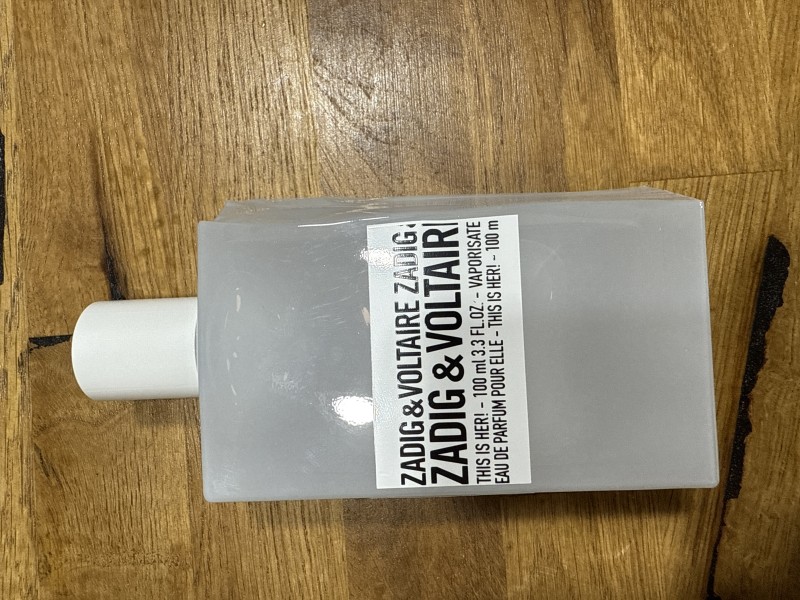 ZADIG&VOLTAIRE ZADIG&
ZADIG & VOLTAIRE
THIS IS HER! – 100 ml 3.3 FL.OZ. – VAPORISATE
EAU DE PARFUM POUR ELLE – THIS IS HER! – 100 m